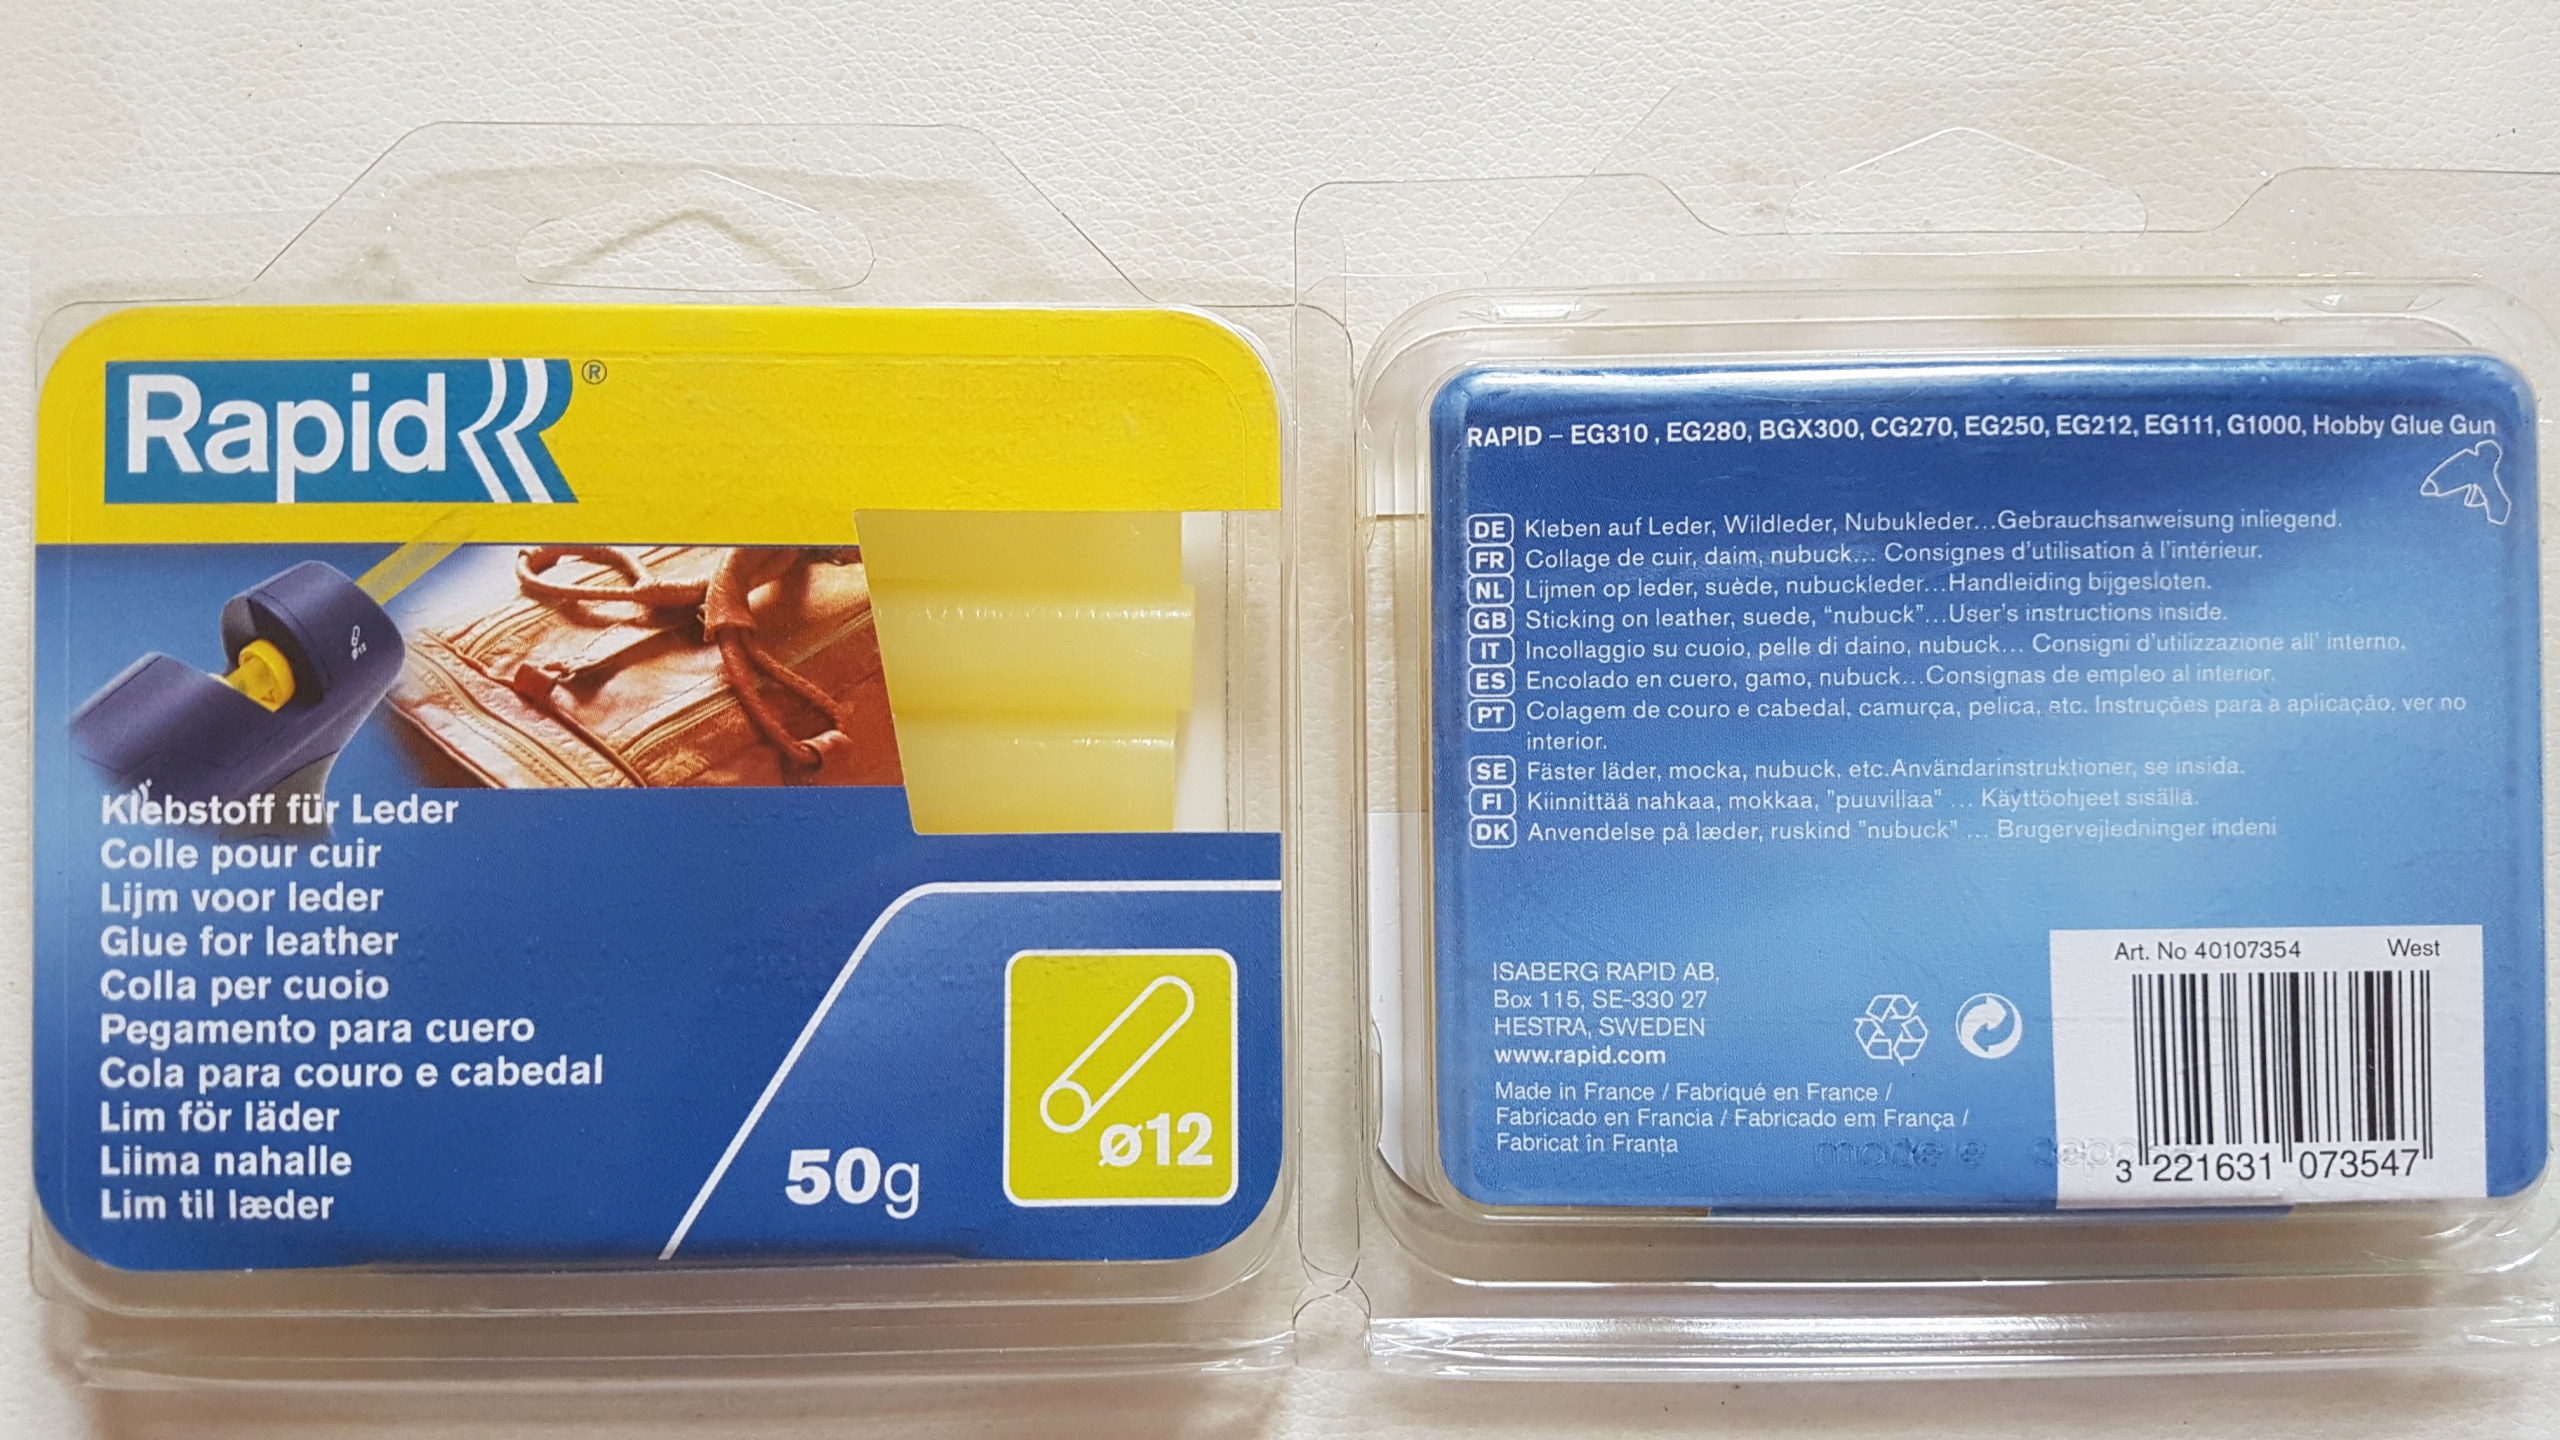 Rapid ®
Klebstoff für Leder
Colle pour cuir
Lijm voor leder
Glue for leather
Colla per cuoio
Pegamento para cuero
Cola para couro e cabedal
Lim för läder
Liima nahalle
Lim til læder
50g
ø12
RAPID – EG310 , EG280, BGX300, CG270, EG250, EG212, EG111, G1000, Hobby Glue Gun
DE Kleben auf Leder, Wildleder, Nubukleder...Gebrauchsanweisung inliegend.
FR Collage de cuir, daim, nubuck... Consignes d'utilisation à l'intérieur.
NL Lijmen op leder, suède, nubuckleder...Handleiding bijgesloten.
GB Sticking on leather, suede, “nubuck”...User's instructions inside.
IT Incollaggio su cuoio, pelle di daino, nubuck... Consigni d'utilizzazione all' interno.
ES Encolado en cuero, gamo, nubuck...Consignas de empleo al interior.
PT Colagem de couro e cabedal, camurça, pelica, etc. Instruções para a aplicação, ver no
interior.
SE Fäster läder, mocka, nubuck, etc.Användarinstruktioner, se insida.
FI Kiinnittää nahkaa, mokkaa, "puuvillaa" ... Käyttöohjeet sisällä.
DK Anvendelse på læder, ruskind "nubuck" ... Brugervejledninger indeni
ISABERG RAPID AB,
Box 115, SE-330 27
HESTRA, SWEDEN
www.rapid.com
Made in France / Fabriqué en France /
Fabricado en Francia / Fabricado em França /
Fabricat în Franţa
modele depose
Art. No 40107354 West
3 221631 073547